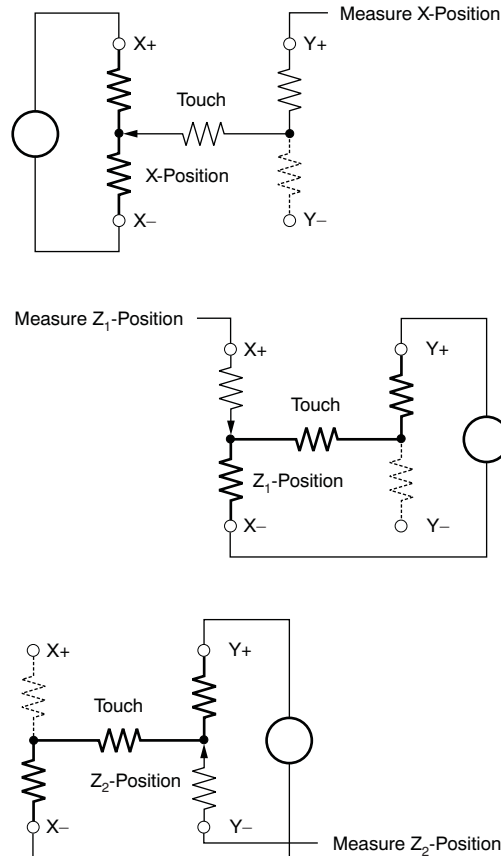 Measure X-Position
X+
Y+
Touch
X-Position
X–
Y–
Measure Z₁-Position
X+
Y+
Touch
Z₁-Position
X–
Y–
X+
Y+
Touch
Z₂-Position
X–
Y–
Measure Z₂-Position